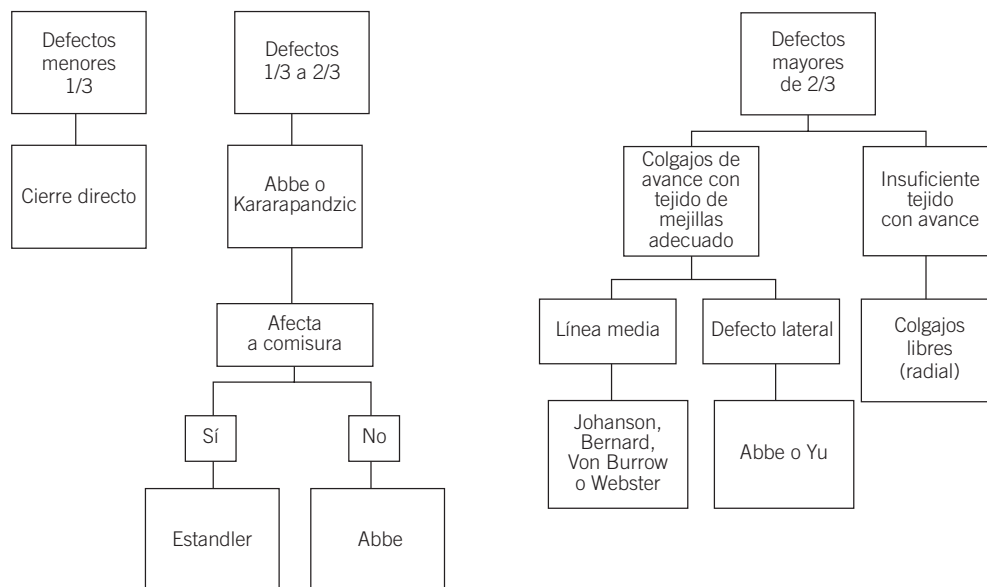 Defectos
menores
1/3
Cierre directo
Defectos
1/3 a 2/3
Abbe o
Kararapandzic
Afecta
a comisura
Sí
No
Estandler
Abbe
Defectos
mayores
de 2/3
Colgajos de
avance con
tejido de
mejillas
adecuado
Insuficiente
tejido
con avance
Línea media
Defecto lateral
Colgajos
libres
(radial)
Johanson,
Bernard,
Von Burrow
o Webster
Abbe o Yu